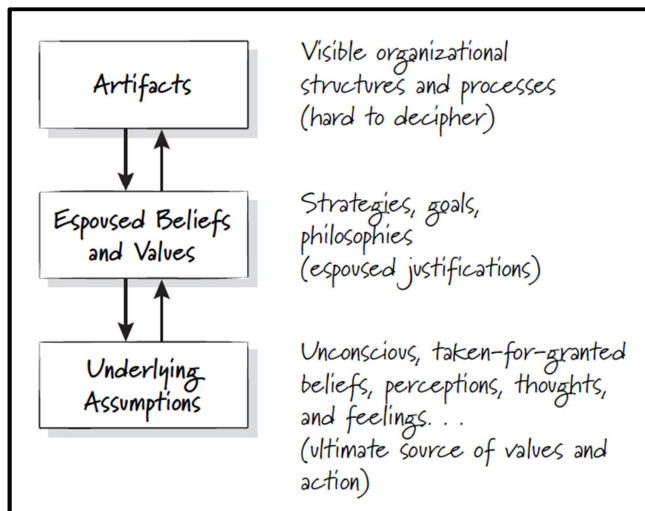 Artifacts
Visible organizational
structures and processes
(hard to decipher)
Espoused Beliefs
and Values
Strategies, goals,
philosophies
(espoused justifications)
Underlying
Assumptions
Unconscious, taken-for-granted
beliefs, perceptions, thoughts,
and feelings. . .
(ultimate source of values and
action)